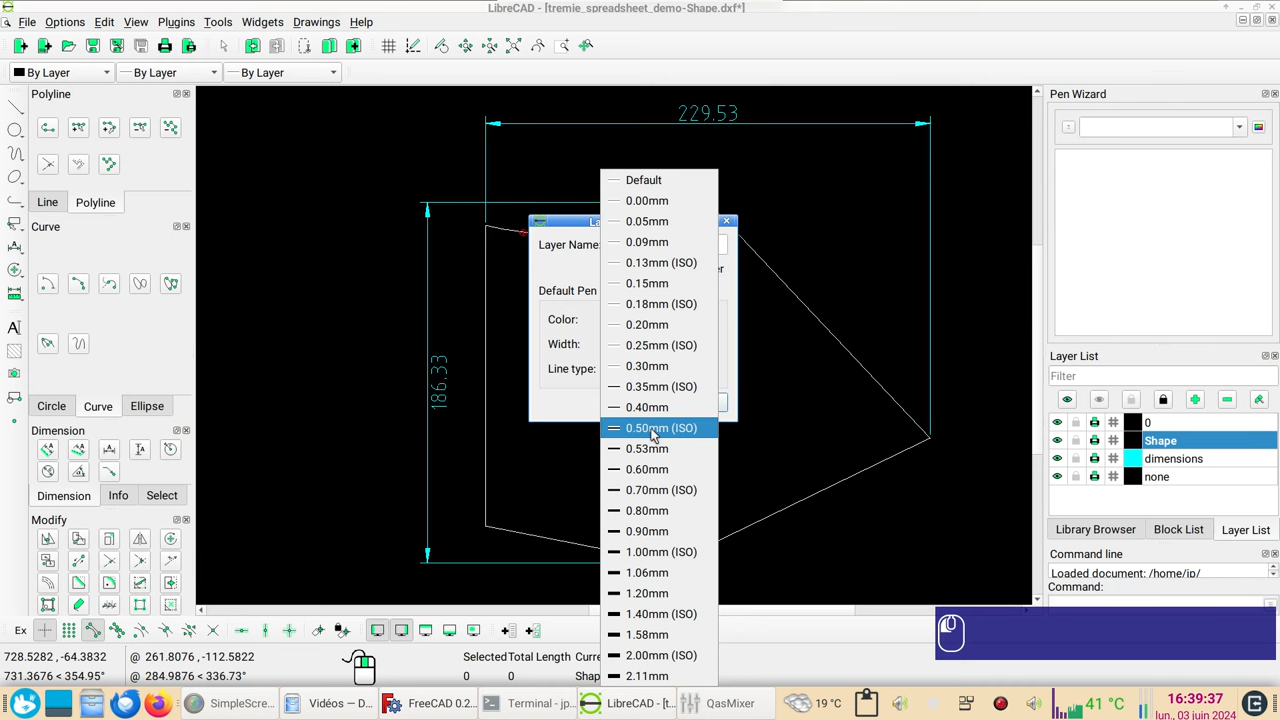 LibreCAD - [tremie_spreadsheet_demo-Shape.dxf*]
File Options Edit View Plugins Tools Widgets Drawings Help
By Layer By Layer By Layer
Polyline
Line Polyline
Curve
Circle Curve Ellipse
Dimension
Dimension Info Select
Modify
229.53
186.33
La
Layer Name:
er
Default Pen
Color:
Width:
Line type:
Default
0.00mm
0.05mm
0.09mm
0.13mm (ISO)
0.15mm
0.18mm (ISO)
0.20mm
0.25mm (ISO)
0.30mm
0.35mm (ISO)
0.40mm
0.50mm (ISO)
0.53mm
0.60mm
0.70mm (ISO)
0.80mm
0.90mm
1.00mm (ISO)
1.06mm
1.20mm
1.40mm (ISO)
1.58mm
2.00mm (ISO)
2.11mm
Pen Wizard
Layer List
Filter
0
Shape
dimensions
none
Library Browser Block List Layer List
Command line
Loaded document: /home/jp/
Command:
Ex
728.5282, -64.3832 @ 261.8076, -112.5822 Selected Total Length Curre
731.3676 < 354.95° @ 284.9876 < 336.73° 0 0 Shap
SimpleScre... Vidéos — D... FreeCAD 0.2... Terminal - jp... LibreCAD - [t... QasMixer 19 °C 41 °C 16:39:37
lun., 03 juin 2024